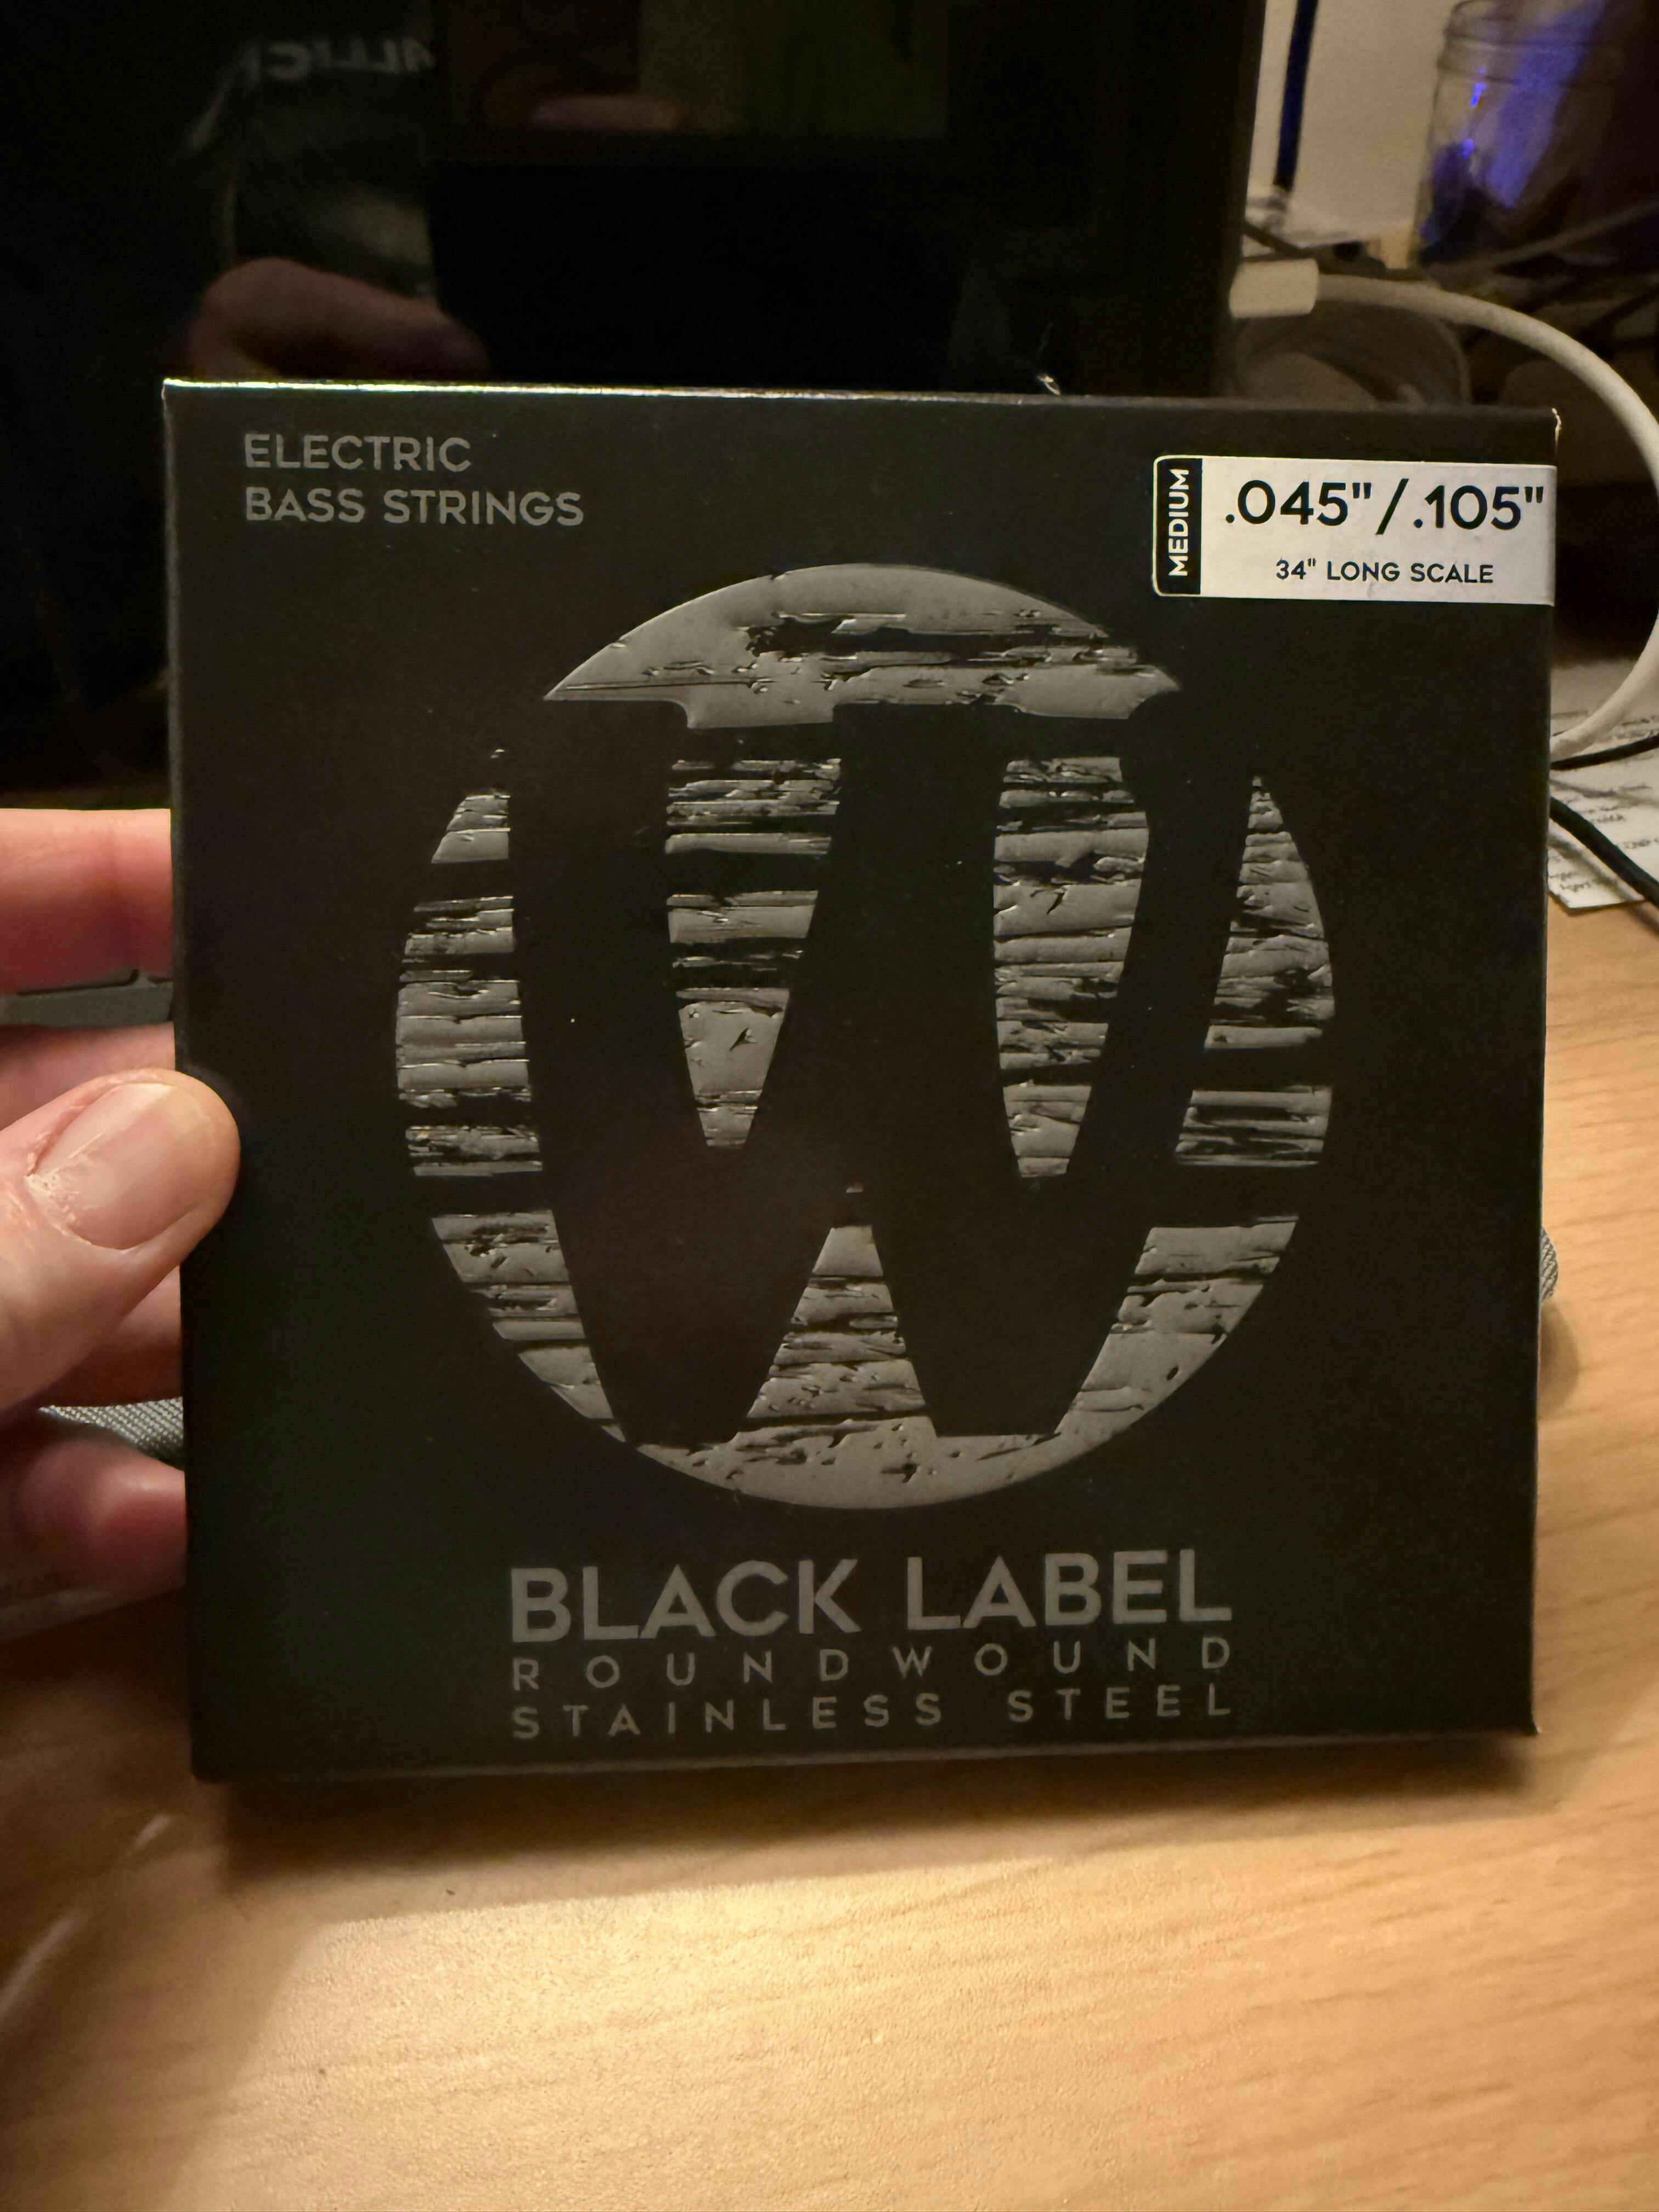 ELECTRIC
BASS STRINGS
MEDIUM
.045"/.105"
34" LONG SCALE
W
BLACK LABEL
ROUNDWOUND
STAINLESS STEEL